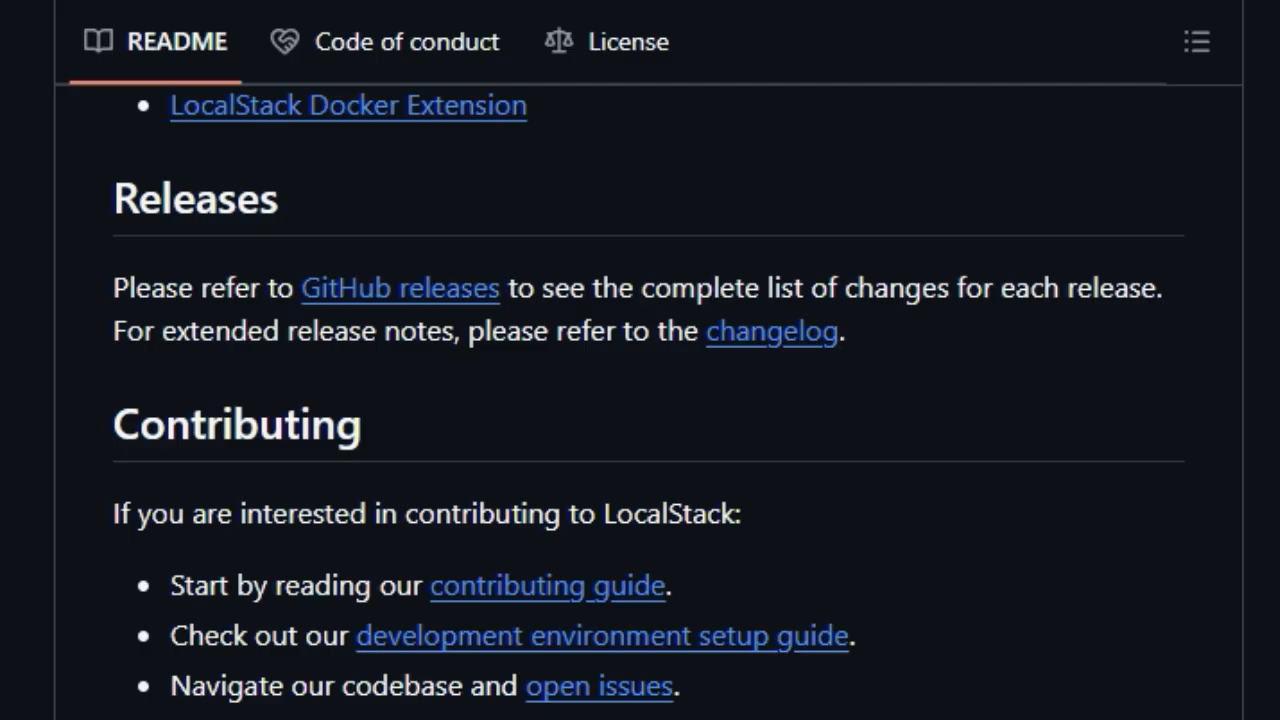 README Code of conduct License
• LocalStack Docker Extension
Releases
Please refer to GitHub releases to see the complete list of changes for each release.
For extended release notes, please refer to the changelog.
Contributing
If you are interested in contributing to LocalStack:
• Start by reading our contributing guide.
• Check out our development environment setup guide.
• Navigate our codebase and open issues.